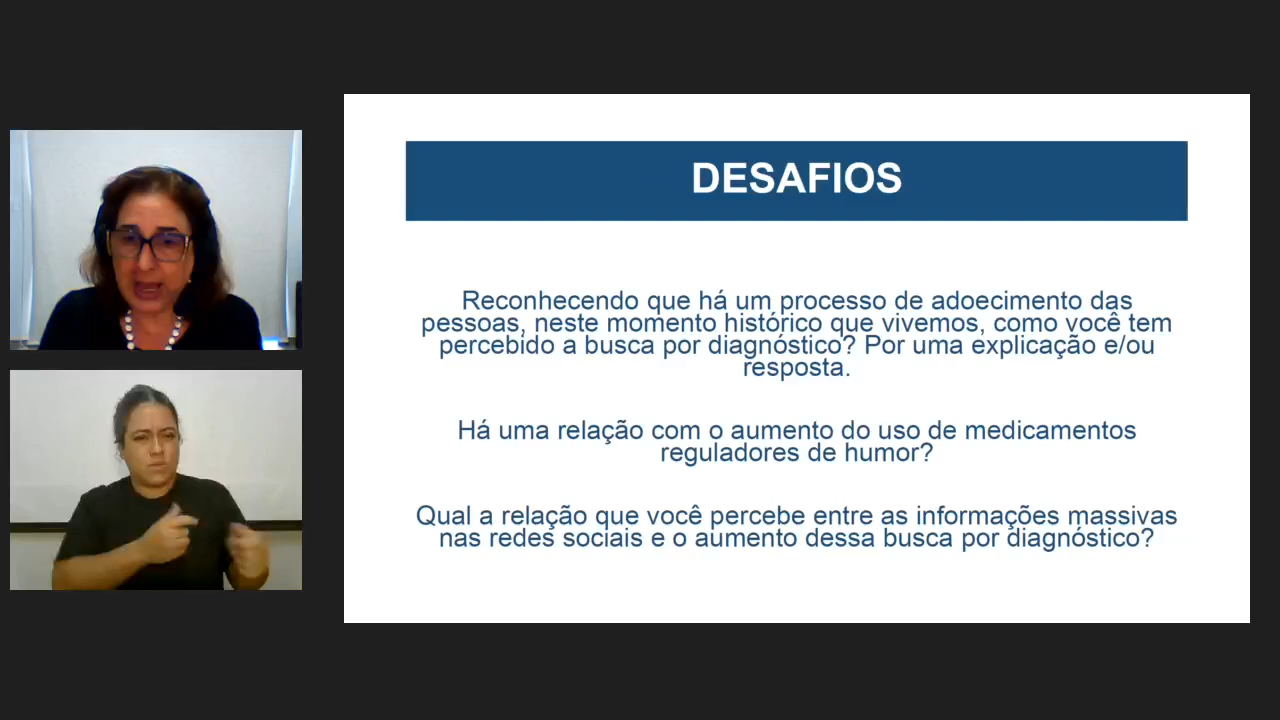 DESAFIOS
Reconhecendo que há um processo de adoecimento das
pessoas, neste momento histórico que vivemos, como você tem
percebido a busca por diagnóstico? Por uma explicação e/ou
resposta.
Há uma relação com o aumento do uso de medicamentos
reguladores de humor?
Qual a relação que você percebe entre as informações massivas
nas redes sociais e o aumento dessa busca por diagnóstico?